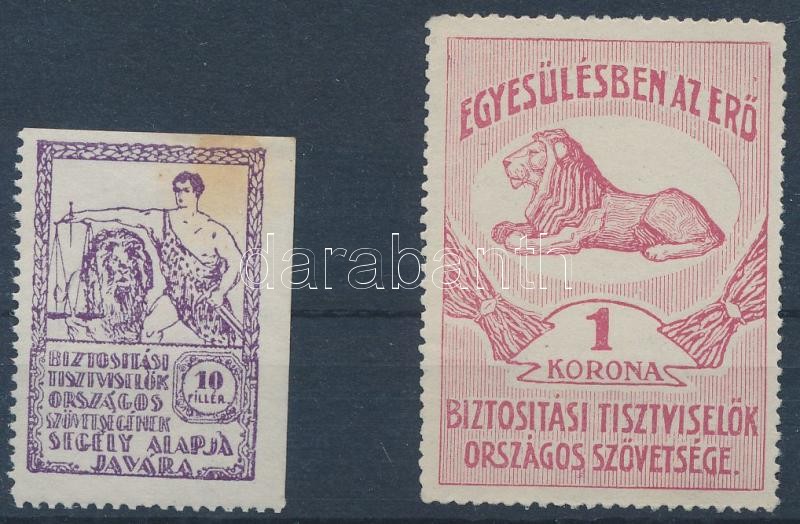 BIZTOSITÁSI
TISZTVISELŐK
ORSZÁGOS
SZÖVETSÉGÉNEK
SEGÉLY ALAPJA
JAVÁRA
10
FILLÉR
EGYESÜLÉSBEN AZ ERŐ
1
KORONA
BIZTOSITÁSI TISZTVISELŐK
ORSZÁGOS SZÖVETSÉGE.
darabanth